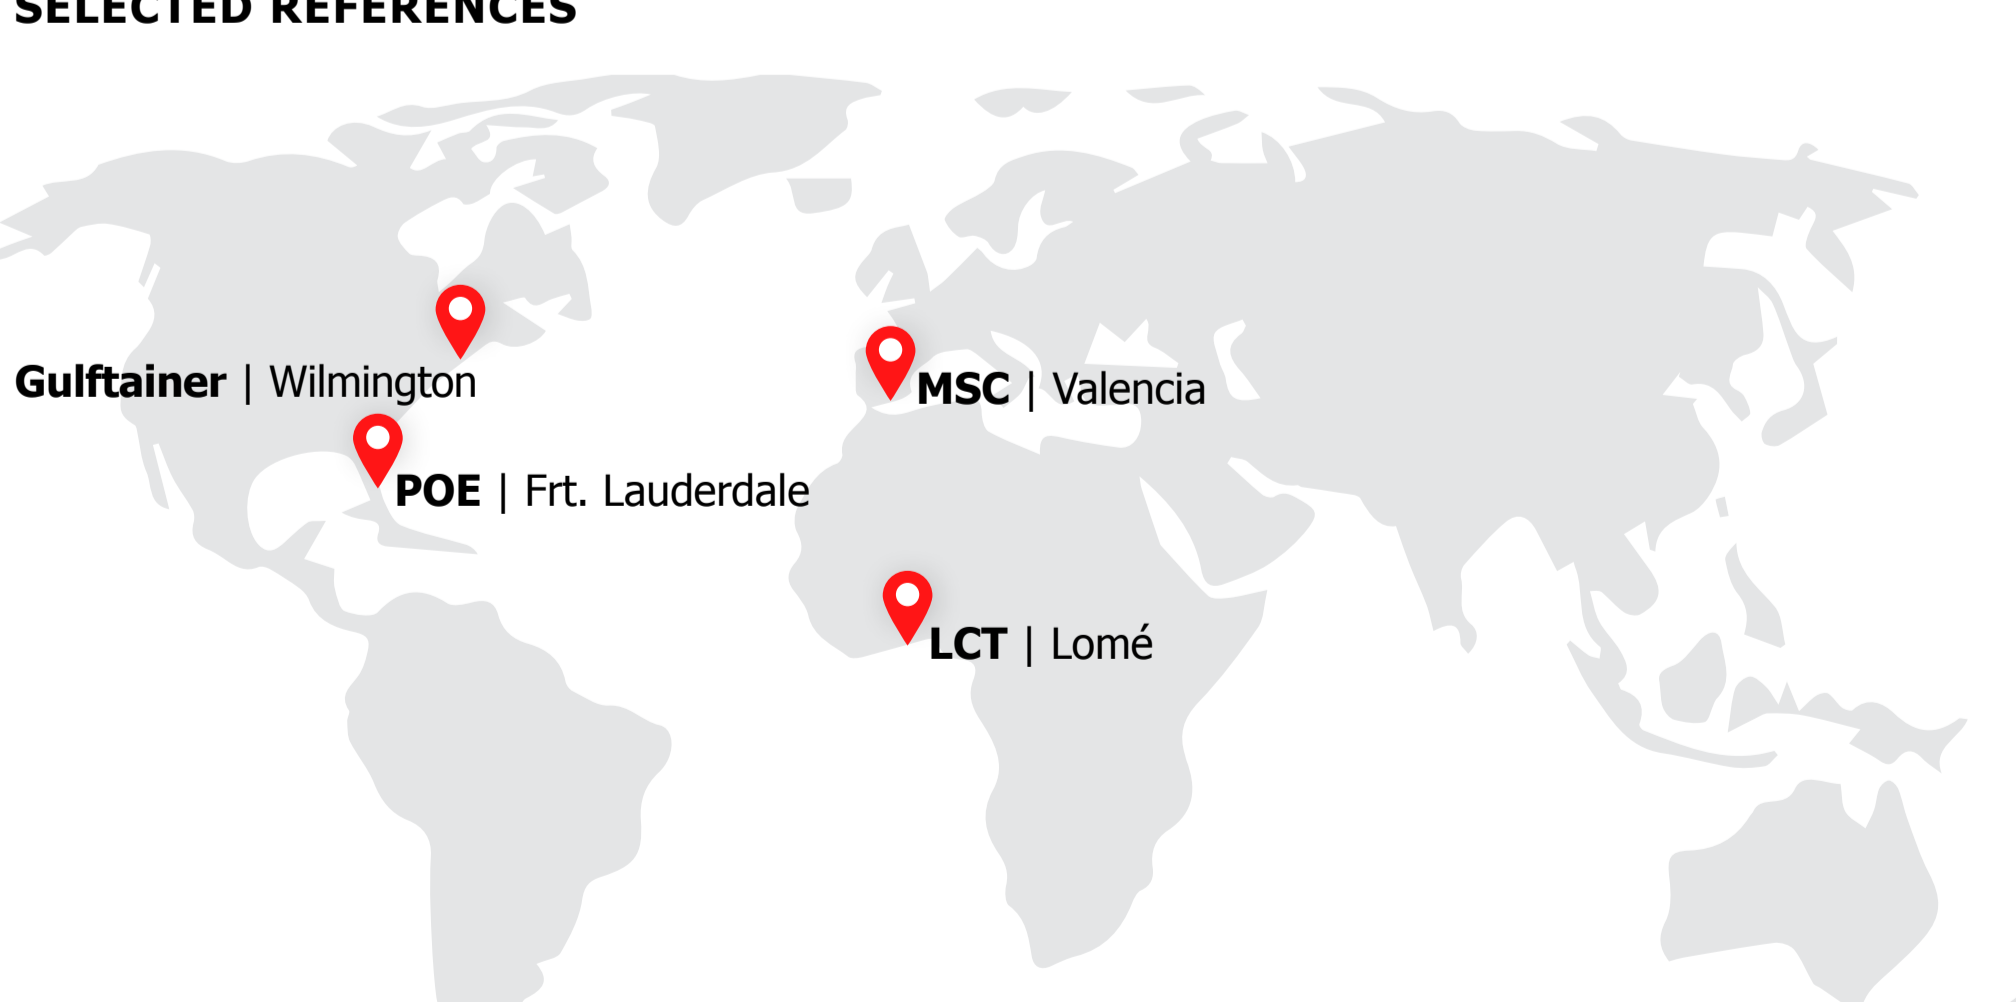 SELECTED REFERENCES
Gulftainer | Wilmington
MSC | Valencia
POE | Frt. Lauderdale
LCT | Lomé